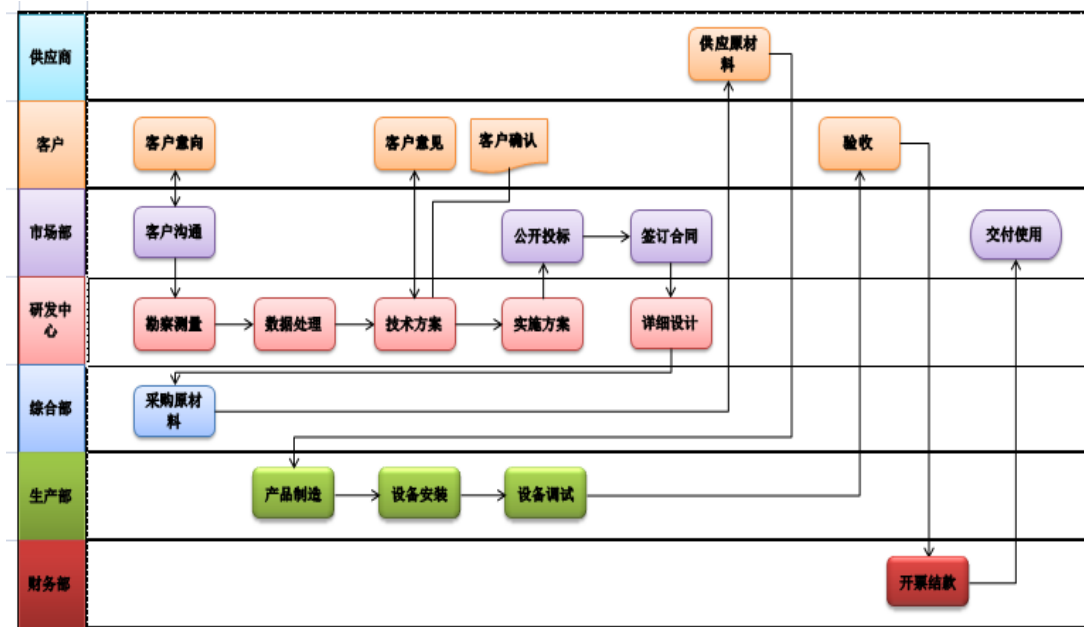 供应商
供应原材
料
客户
客户意向
客户意见
客户确认
验收
市场部
客户沟通
公开投标
签订合同
交付使用
研发中
心
勘察测量
数据处理
技术方案
实施方案
详细设计
综合部
采购原材
料
生产部
产品制造
设备安装
设备调试
财务部
开票结款